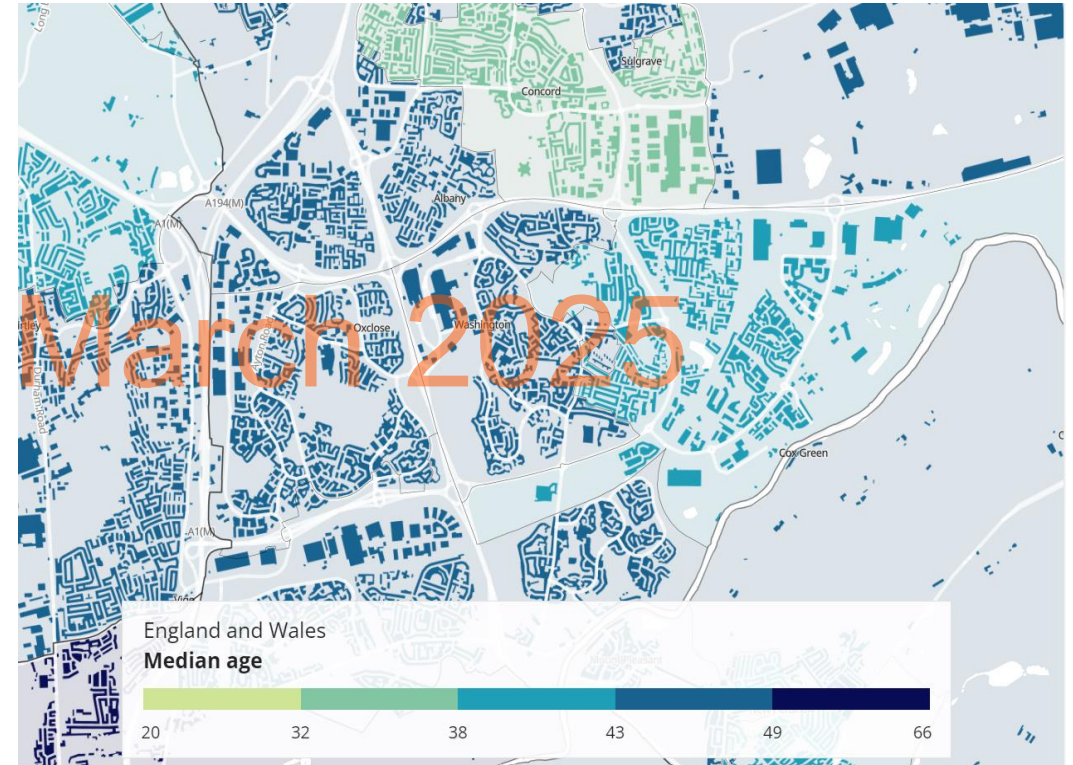 Sulgrave
Concord
A194(M)
Albany
A1(M)
Oxclose
Washington
March 2025
Durham Road
Cox Green
A1(M)
England and Wales
Median age
20
32
38
43
49
66